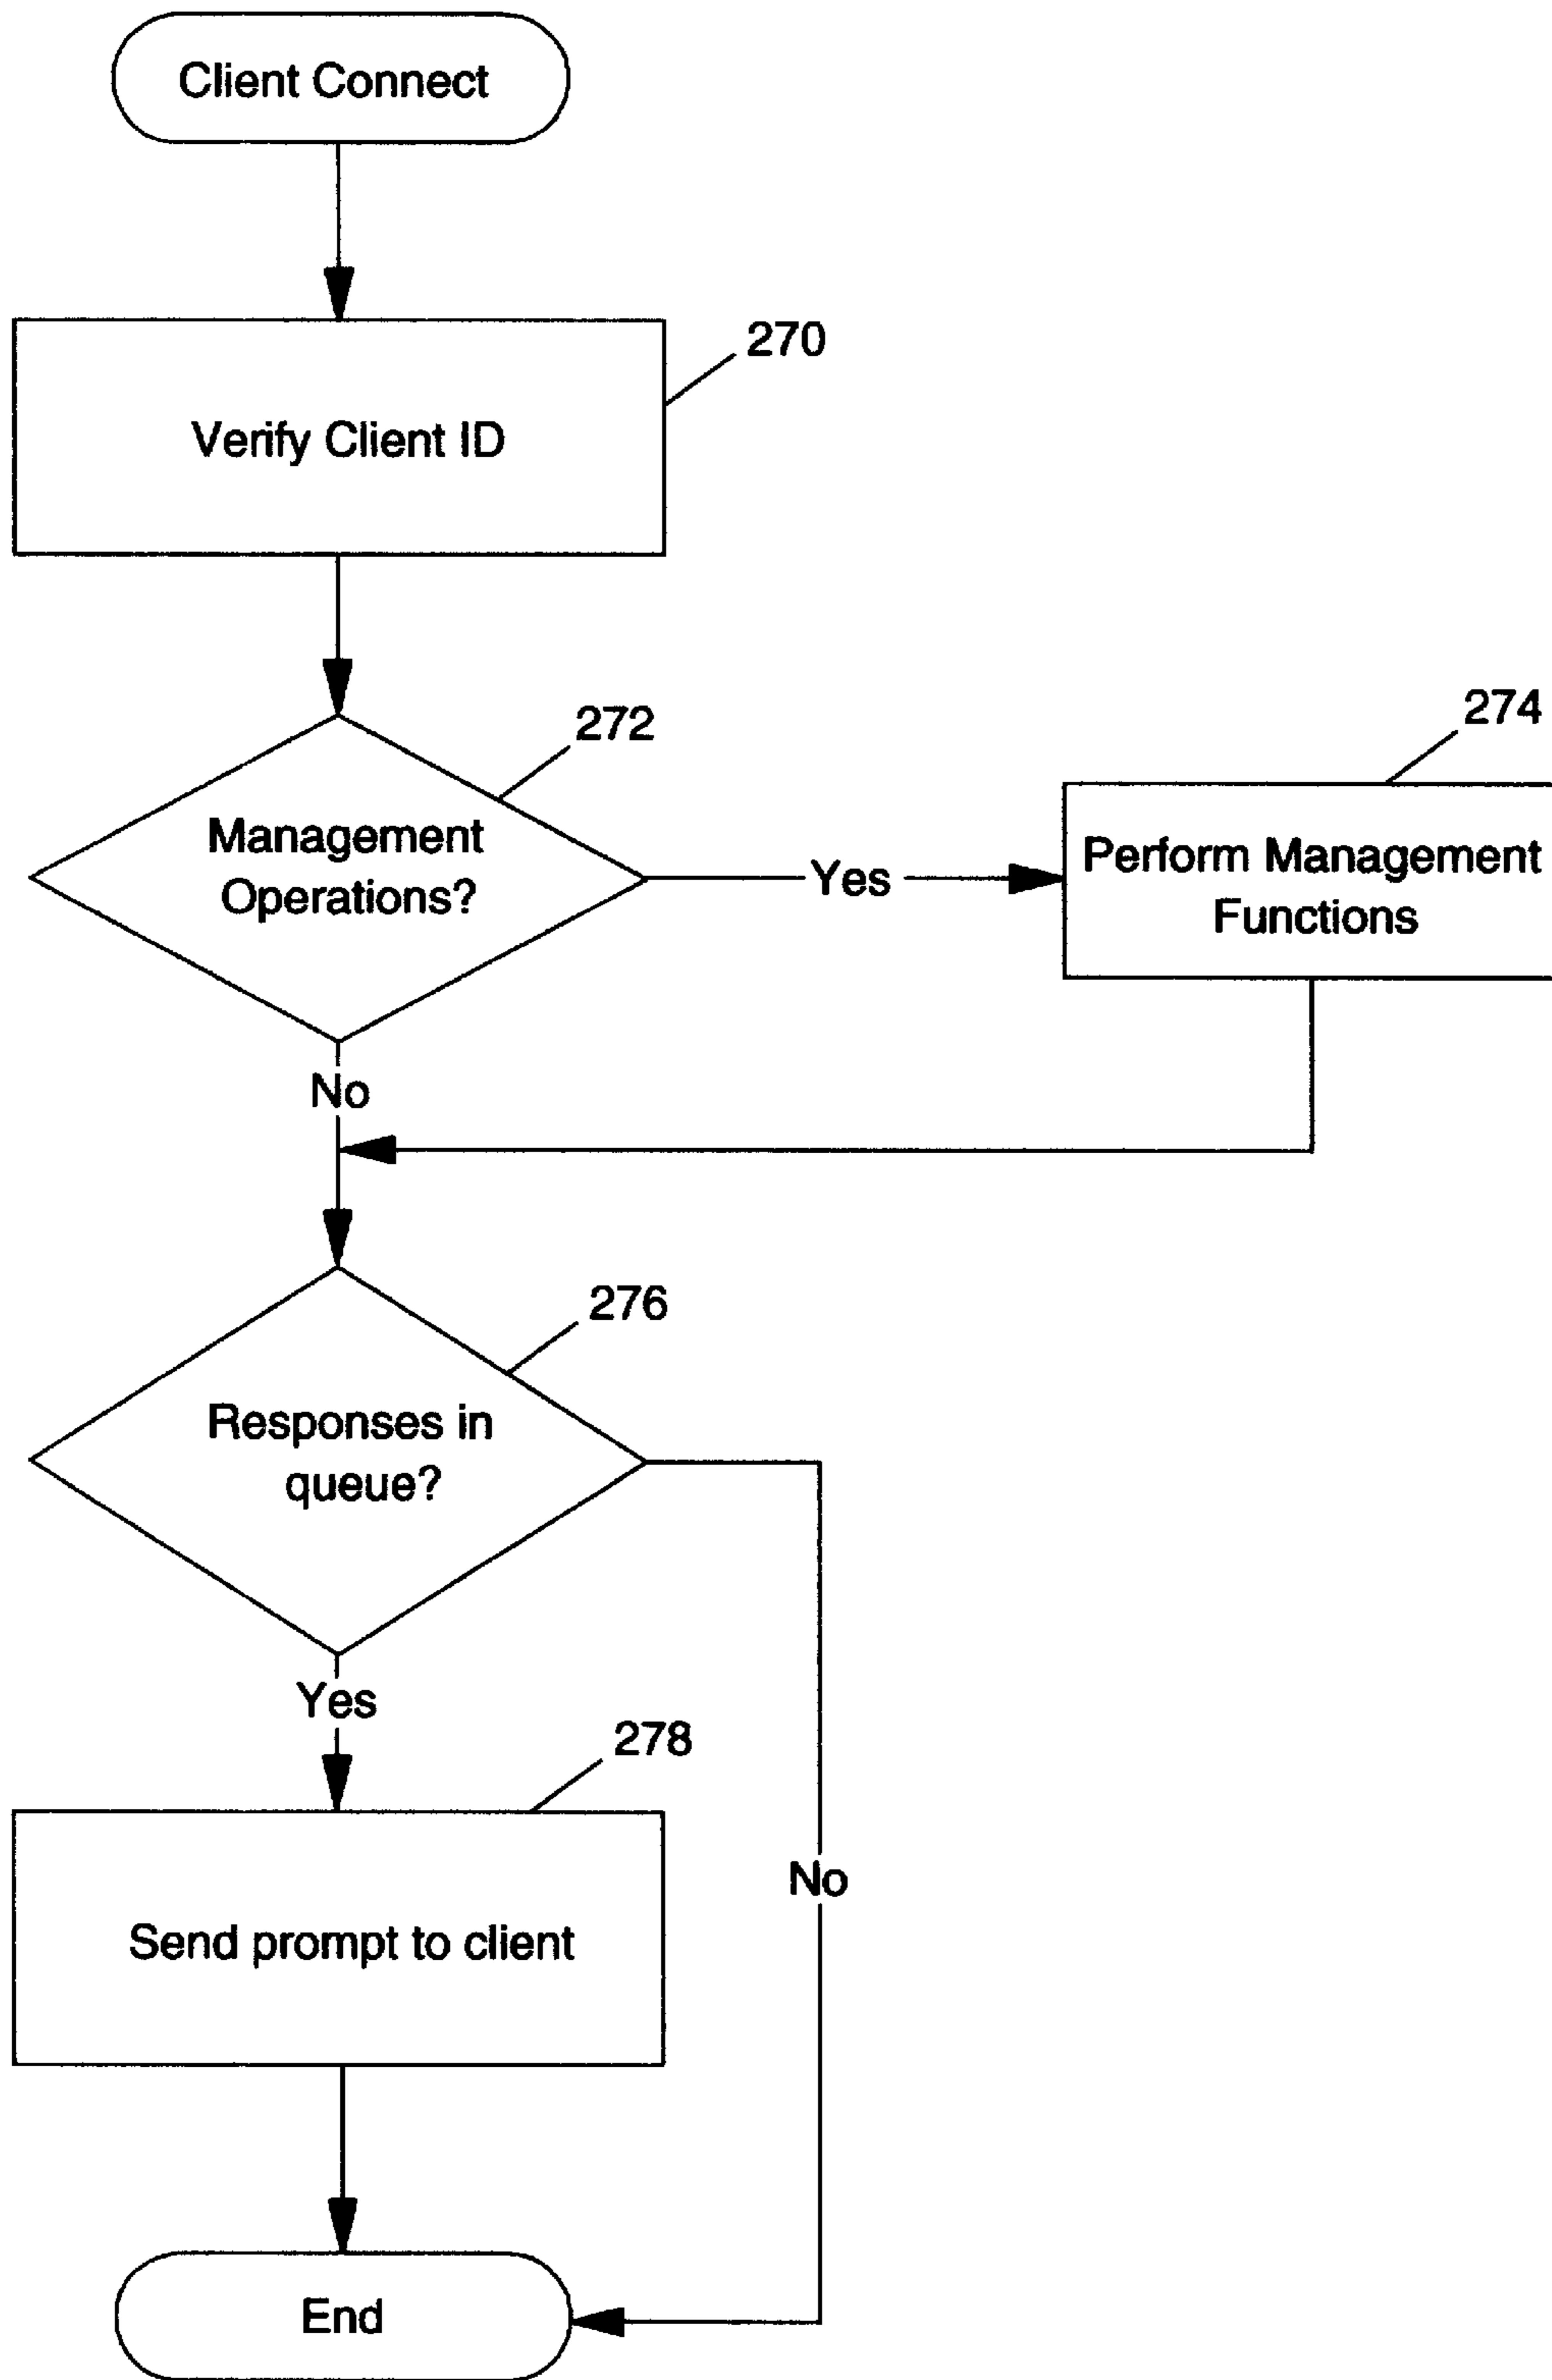 Client Connect
270
Verify Client ID
272
274
Management
Operations?
Yes
Perform Management
Functions
No
276
Responses in
queue?
Yes
278
No
Send prompt to client
End